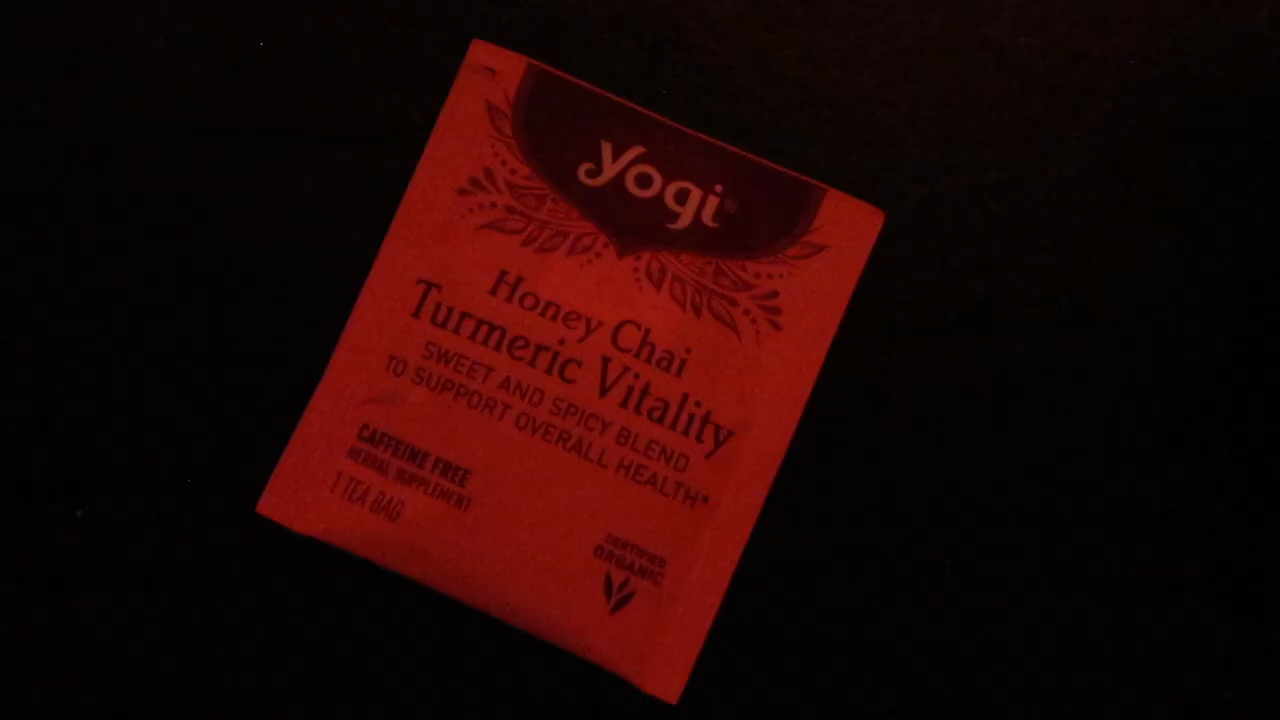 yogi
Honey Chai
Turmeric Vitality
SWEET AND SPICY BLEND
TO SUPPORT OVERALL HEALTH*
CAFFEINE FREE
HERBAL SUPPLEMENT
1 TEA BAG
CERTIFIED
ORGANIC